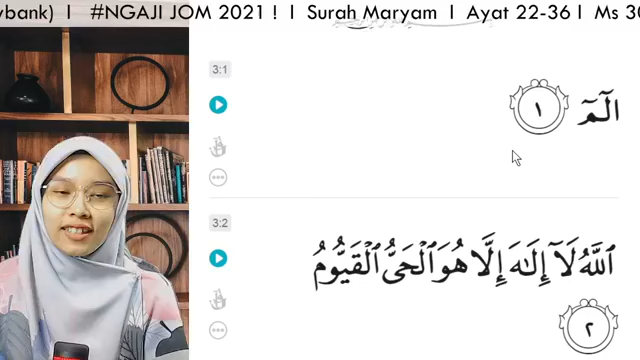 ybank) I #NGAJI JOM 2021 ! I Surah Maryam I Ayat 22-36 I Ms 30
3:1
الٓمٓ ١
3:2
ٱللَّهُ لَآ إِلَـٰهَ إِلَّا هُوَ ٱلْحَىُّ ٱلْقَيُّومُ
٢